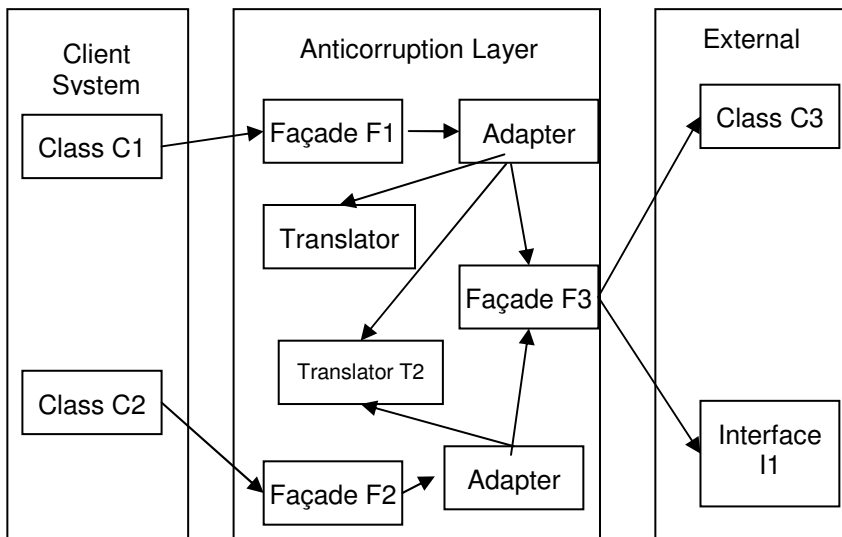 Client
System
Anticorruption Layer
External
Class C1
Façade F1
Adapter
Class C3
Translator
Façade F3
Translator T2
Class C2
Façade F2
Adapter
Interface
I1